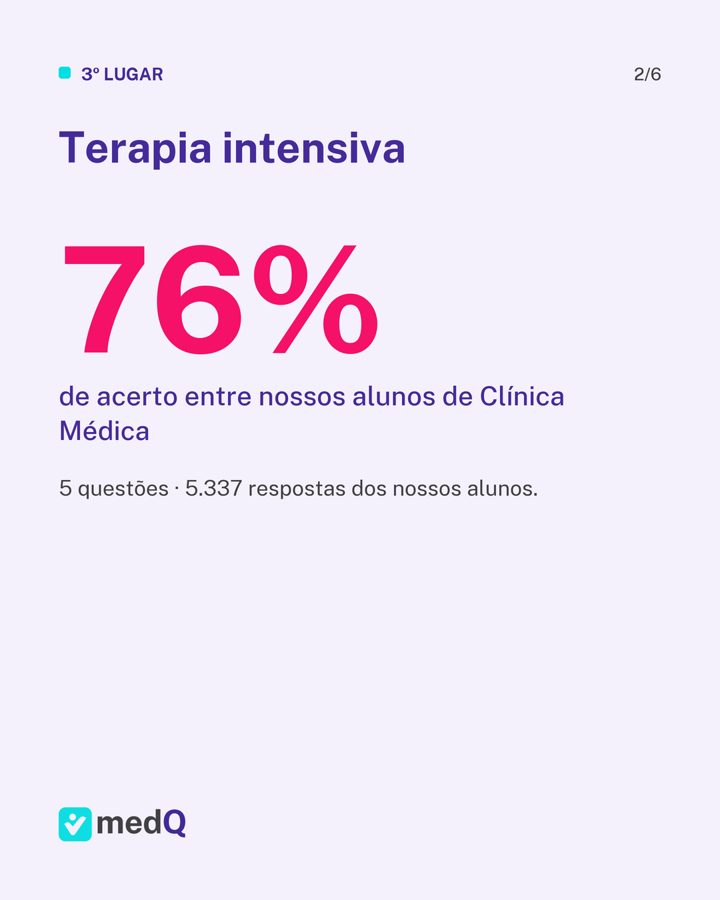 3º LUGAR
2/6
Terapia intensiva
76%
de acerto entre nossos alunos de Clínica
Médica
5 questões · 5.337 respostas dos nossos alunos.
medQ